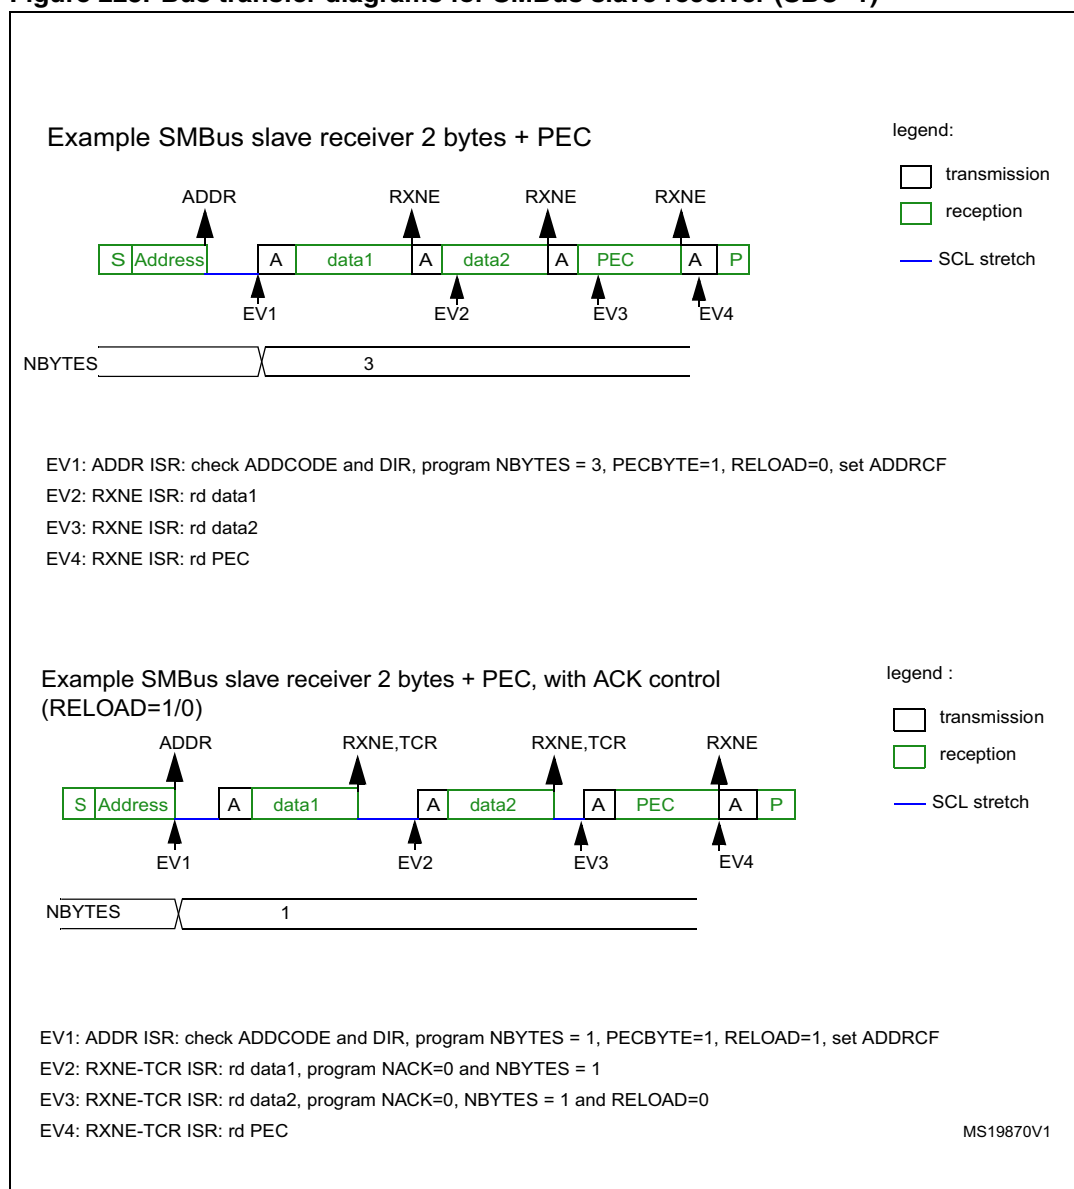 Example SMBus slave receiver 2 bytes + PEC
legend:
transmission
reception
SCL stretch
ADDR RXNE RXNE RXNE
S Address A data1 A data2 A PEC A P
EV1 EV2 EV3 EV4
NBYTES 3
EV1: ADDR ISR: check ADDCODE and DIR, program NBYTES = 3, PECBYTE=1, RELOAD=0, set ADDRCF
EV2: RXNE ISR: rd data1
EV3: RXNE ISR: rd data2
EV4: RXNE ISR: rd PEC
Example SMBus slave receiver 2 bytes + PEC, with ACK control
(RELOAD=1/0)
legend :
transmission
reception
SCL stretch
ADDR RXNE,TCR RXNE,TCR RXNE
S Address A data1 A data2 A PEC A P
EV1 EV2 EV3 EV4
NBYTES 1
EV1: ADDR ISR: check ADDCODE and DIR, program NBYTES = 1, PECBYTE=1, RELOAD=1, set ADDRCF
EV2: RXNE-TCR ISR: rd data1, program NACK=0 and NBYTES = 1
EV3: RXNE-TCR ISR: rd data2, program NACK=0, NBYTES = 1 and RELOAD=0
EV4: RXNE-TCR ISR: rd PEC
MS19870V1